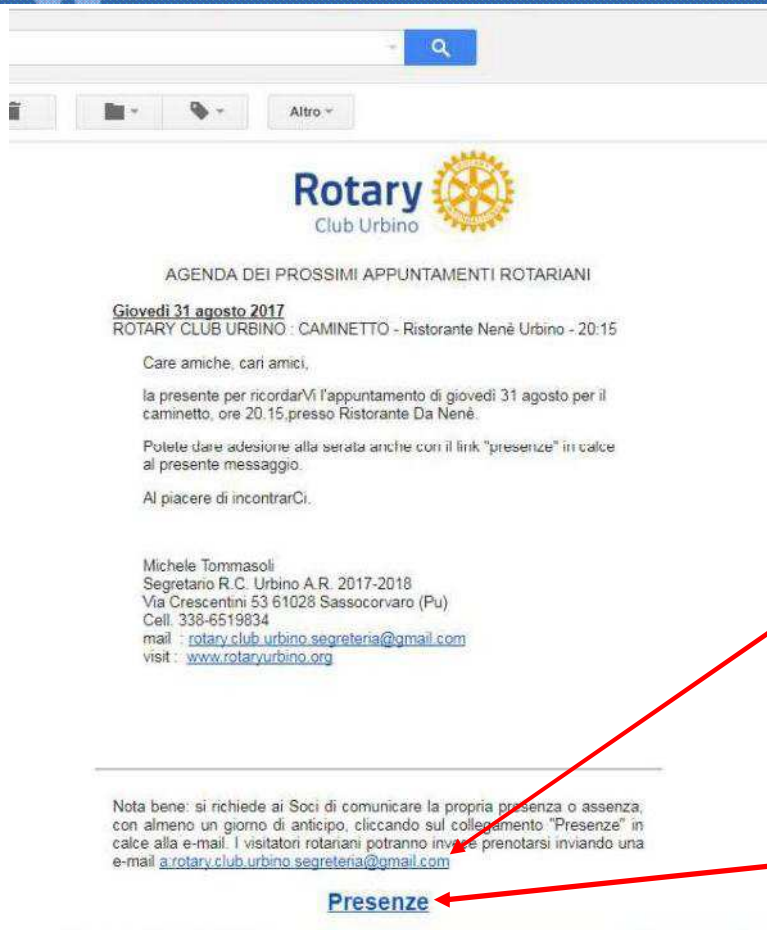 Altro
Rotary
Club Urbino
AGENDA DEI PROSSIMI APPUNTAMENTI ROTARIANI
Giovedì 31 agosto 2017
ROTARY CLUB URBINO : CAMINETTO - Ristorante Nenè Urbino - 20:15
Care amiche, cari amici,
la presente per ricordarVi l'appuntamento di giovedì 31 agosto per il
caminetto, ore 20.15,presso Ristorante Da Nenè.
Potete dare adesione alla serata anche con il link "presenze" in calce
al presente messaggio.
Al piacere di incontrarCi.
Michele Tommasoli
Segretario R.C. Urbino A.R. 2017-2018
Via Crescentini 53 61028 Sassocorvaro (Pu)
Cell. 338-6519834
mail : rotary.club.urbino.segreteria@gmail.com
visit : www.rotaryurbino.org
Nota bene: si richiede ai Soci di comunicare la propria presenza o assenza,
con almeno un giorno di anticipo, cliccando sul collegamento "Presenze" in
calce alla e-mail. I visitatori rotariani potranno invece prenotarsi inviando una
e-mail a.rotary.club.urbino.segreteria@gmail.com
Presenze